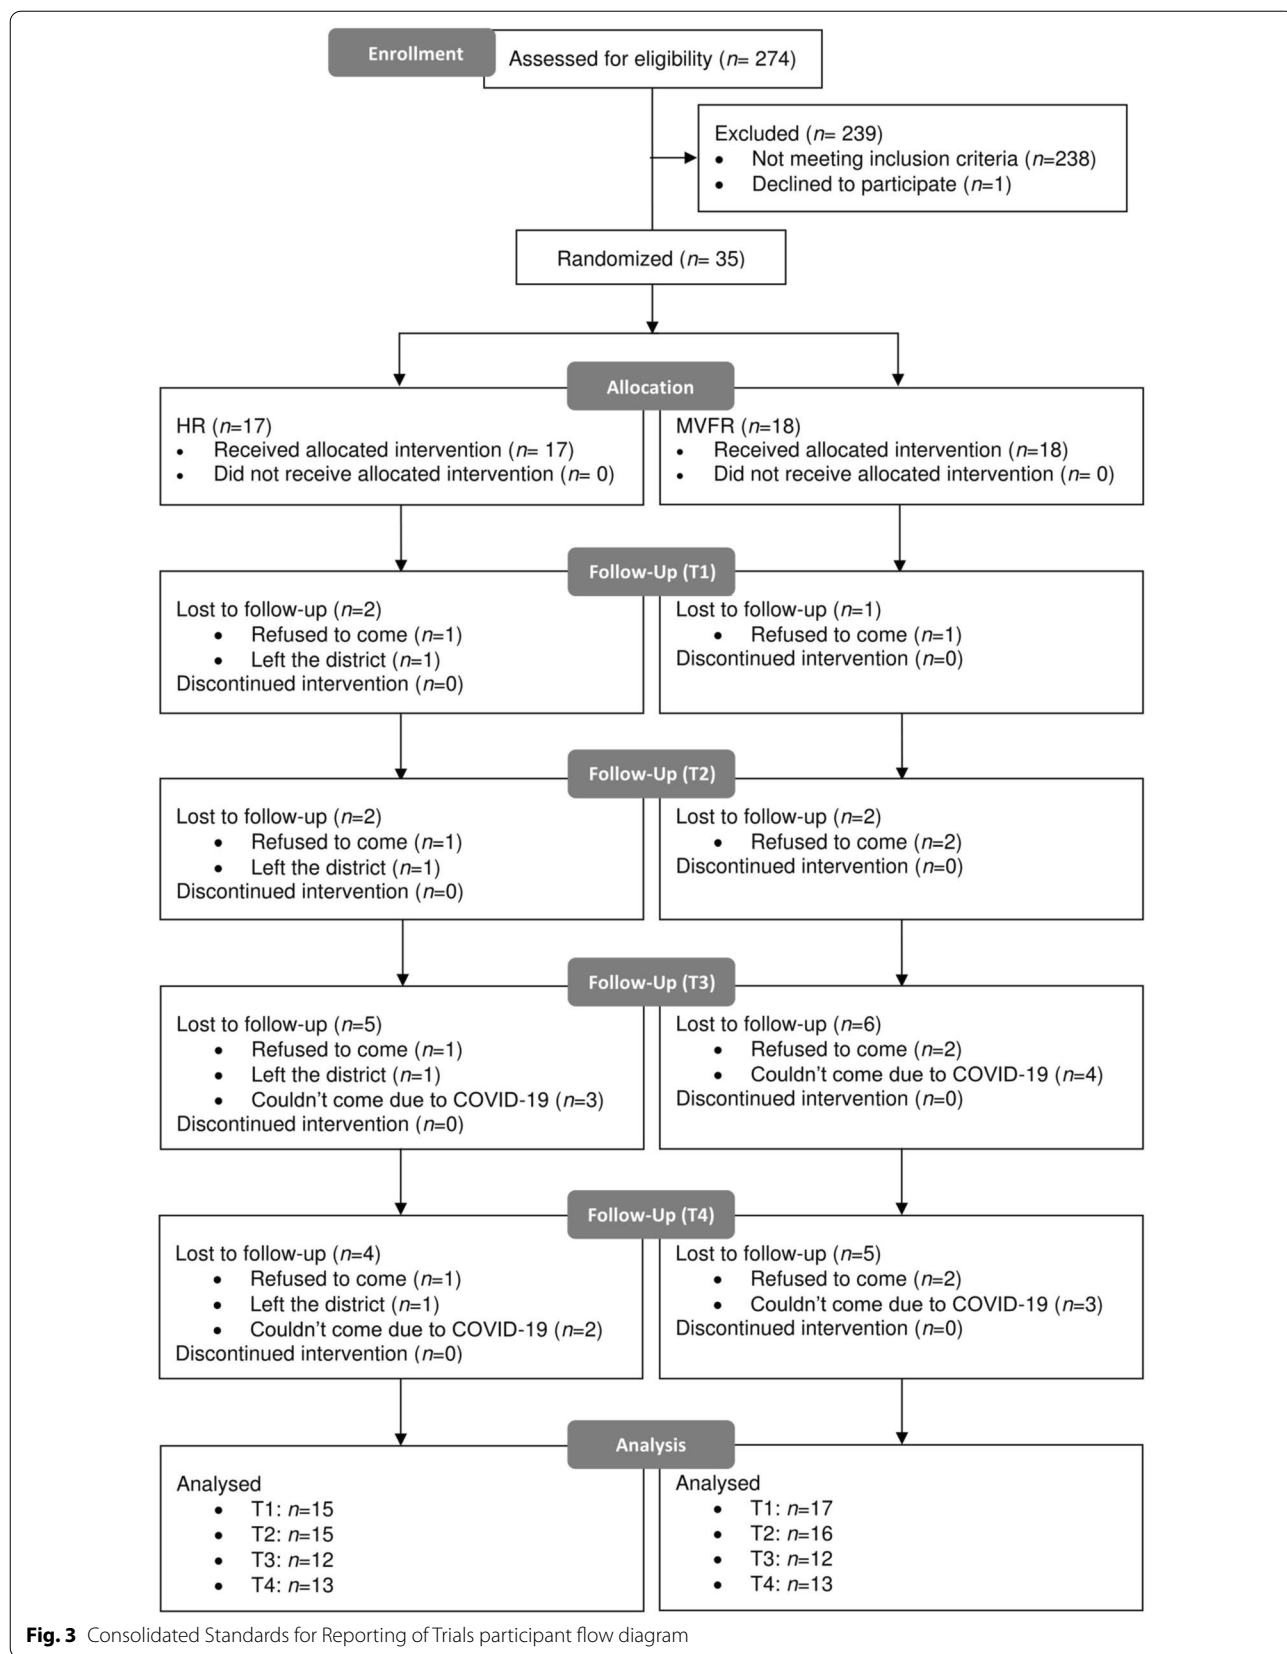 Enrollment
Assessed for eligibility (n= 274)
Excluded (n= 239)
• Not meeting inclusion criteria (n=238)
• Declined to participate (n=1)
Randomized (n= 35)
Allocation
HR (n=17)
• Received allocated intervention (n= 17)
• Did not receive allocated intervention (n= 0)
MVFR (n=18)
• Received allocated intervention (n=18)
• Did not receive allocated intervention (n= 0)
Follow-Up (T1)
Lost to follow-up (n=2)
• Refused to come (n=1)
• Left the district (n=1)
Discontinued intervention (n=0)
Lost to follow-up (n=1)
• Refused to come (n=1)
Discontinued intervention (n=0)
Follow-Up (T2)
Lost to follow-up (n=2)
• Refused to come (n=1)
• Left the district (n=1)
Discontinued intervention (n=0)
Lost to follow-up (n=2)
• Refused to come (n=2)
Discontinued intervention (n=0)
Follow-Up (T3)
Lost to follow-up (n=5)
• Refused to come (n=1)
• Left the district (n=1)
• Couldn't come due to COVID-19 (n=3)
Discontinued intervention (n=0)
Lost to follow-up (n=6)
• Refused to come (n=2)
• Couldn't come due to COVID-19 (n=4)
Discontinued intervention (n=0)
Follow-Up (T4)
Lost to follow-up (n=4)
• Refused to come (n=1)
• Left the district (n=1)
• Couldn't come due to COVID-19 (n=2)
Discontinued intervention (n=0)
Lost to follow-up (n=5)
• Refused to come (n=2)
• Couldn't come due to COVID-19 (n=3)
Discontinued intervention (n=0)
Analysis
Analysed
• T1: n=15
• T2: n=15
• T3: n=12
• T4: n=13
Analysed
• T1: n=17
• T2: n=16
• T3: n=12
• T4: n=13
Fig. 3 Consolidated Standards for Reporting of Trials participant flow diagram